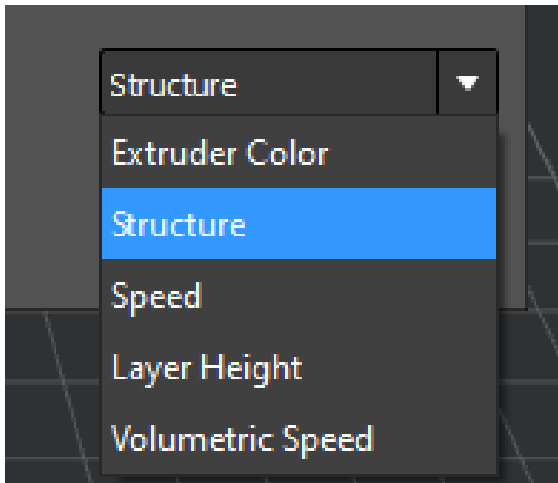 Structure
Extruder Color
Structure
Speed
Layer Height
Volumetric Speed